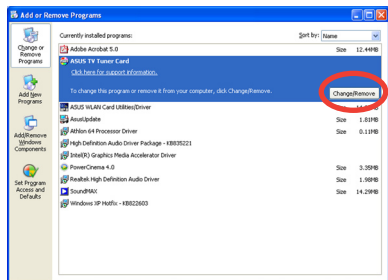 Add or Remove Programs
Currently installed programs:
Sort by: Name
Change or
Remove
Programs
Adobe Acrobat 5.0
Size 12.44MB
ASUS TV Tuner Card
Click here for support information.
To change this program or remove it from your computer, click Change/Remove.
Change/Remove
Add New
Programs
ASUS WLAN Card Utilities/Driver
Size
AsusUpdate
Size 1.81MB
Add/Remove
Windows
Components
Athlon 64 Processor Driver
Size 0.11MB
High Definition Audio Driver Package - KB835221
Intel(R) Graphics Media Accelerator Driver
Set Program
Access and
Defaults
PowerCinema 4.0
Size 3.35MB
Realtek High Definition Audio Driver
Size 1.98MB
SoundMAX
Size 14.29MB
Windows XP Hotfix - KB822603